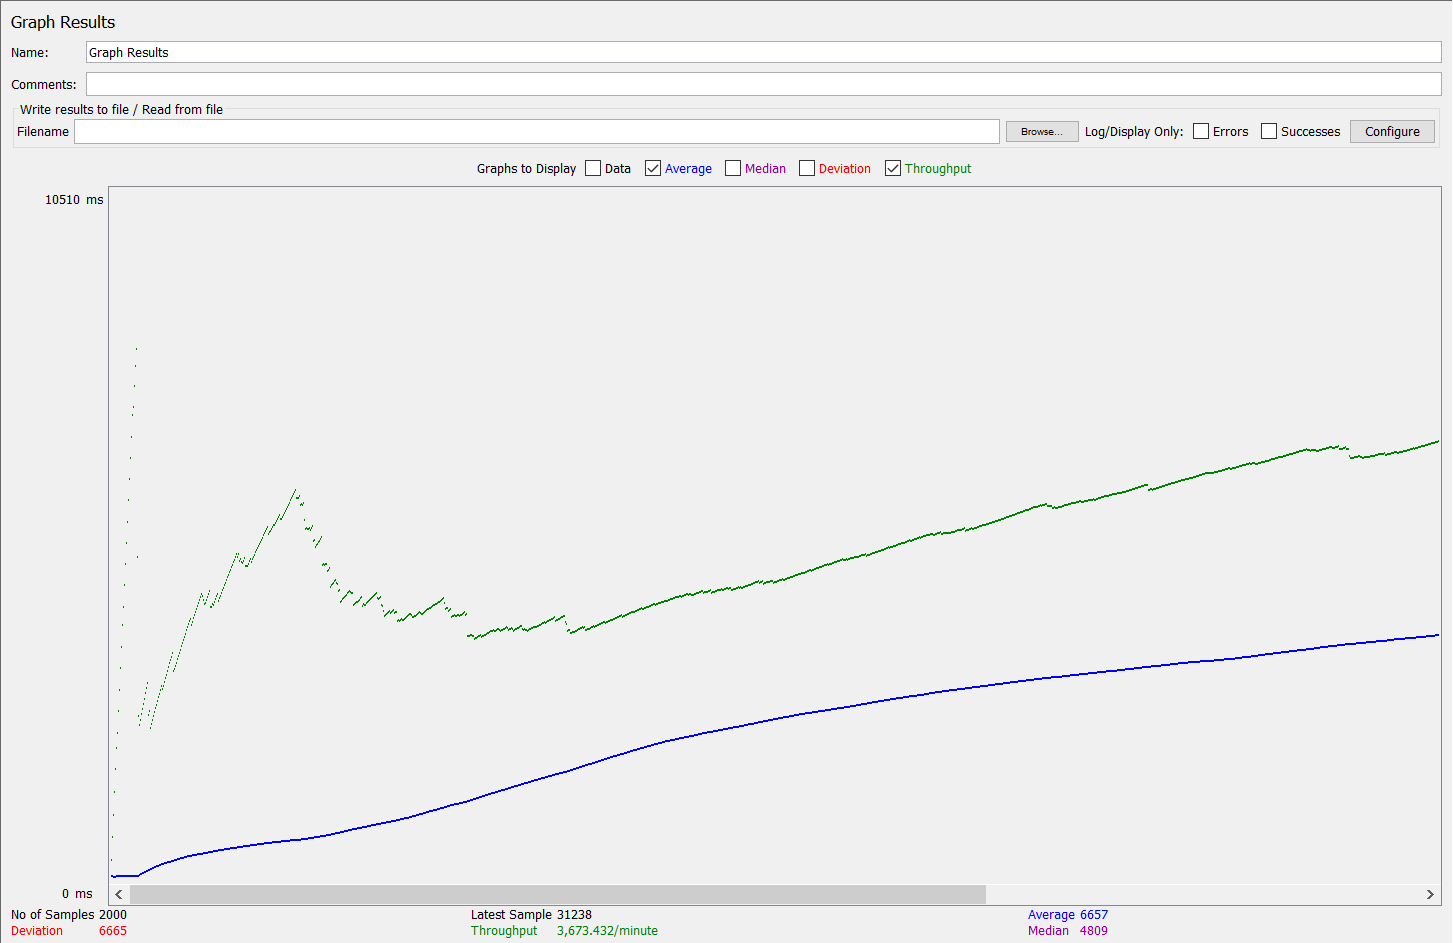 Graph Results
Name: Graph Results
Comments:
Write results to file / Read from file
Filename Browse... Log/Display Only: Errors Successes Configure
Graphs to Display Data Average Median Deviation Throughput
10510 ms
0 ms
No of Samples 2000 Latest Sample 31238 Average 6657
Deviation 6665 Throughput 3,673.432/minute Median 4809